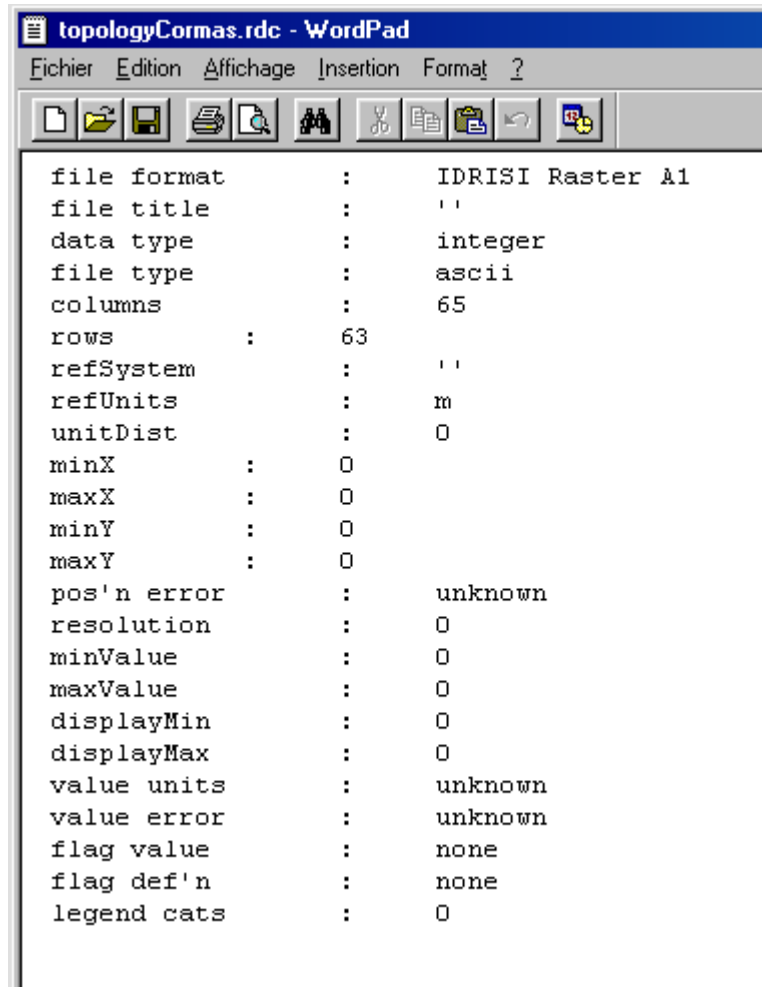 topologyCormas.rdc - WordPad
Fichier Edition Affichage Insertion Format ?
file format : IDRISI Raster A1
file title : ''
data type : integer
file type : ascii
columns : 65
rows : 63
refSystem : ''
refUnits : m
unitDist : 0
minX : 0
maxX : 0
minY : 0
maxY : 0
pos'n error : unknown
resolution : 0
minValue : 0
maxValue : 0
displayMin : 0
displayMax : 0
value units : unknown
value error : unknown
flag value : none
flag def'n : none
legend cats : 0